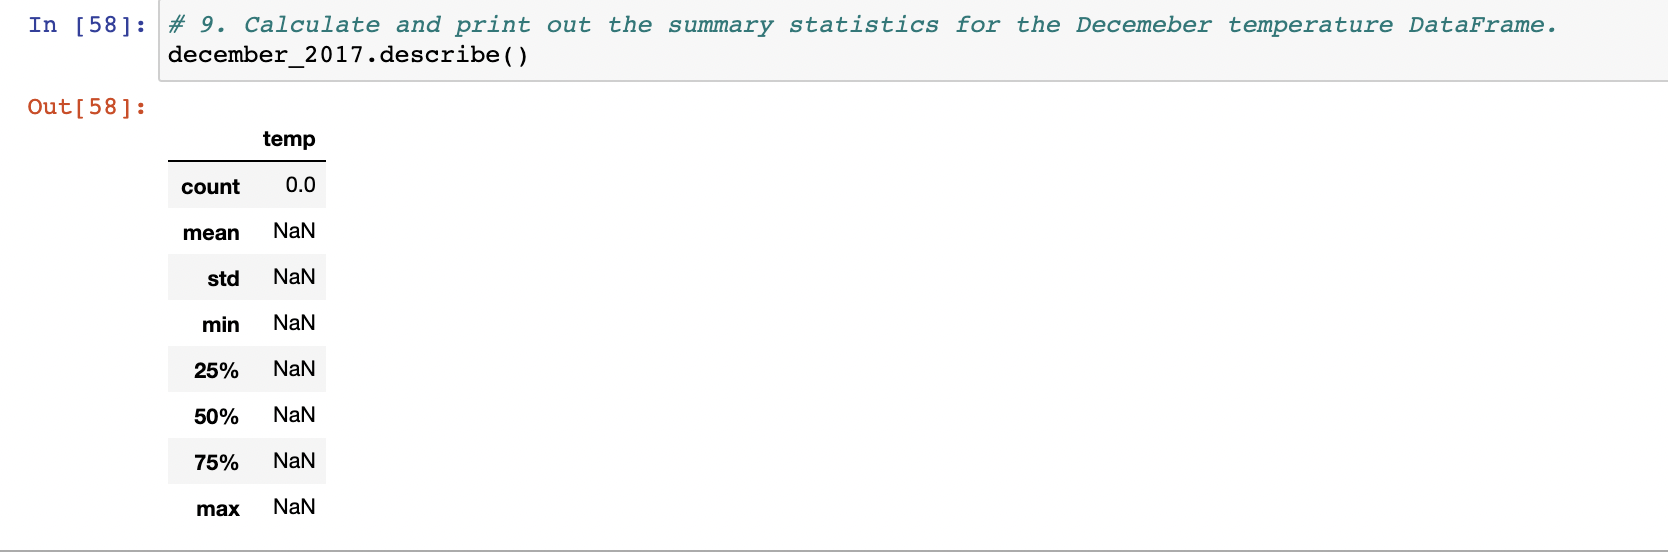 In [58]: # 9. Calculate and print out the summary statistics for the Decemeber temperature DataFrame.
december_2017.describe()
Out[58]:
temp
count 0.0
mean NaN
std NaN
min NaN
25% NaN
50% NaN
75% NaN
max NaN